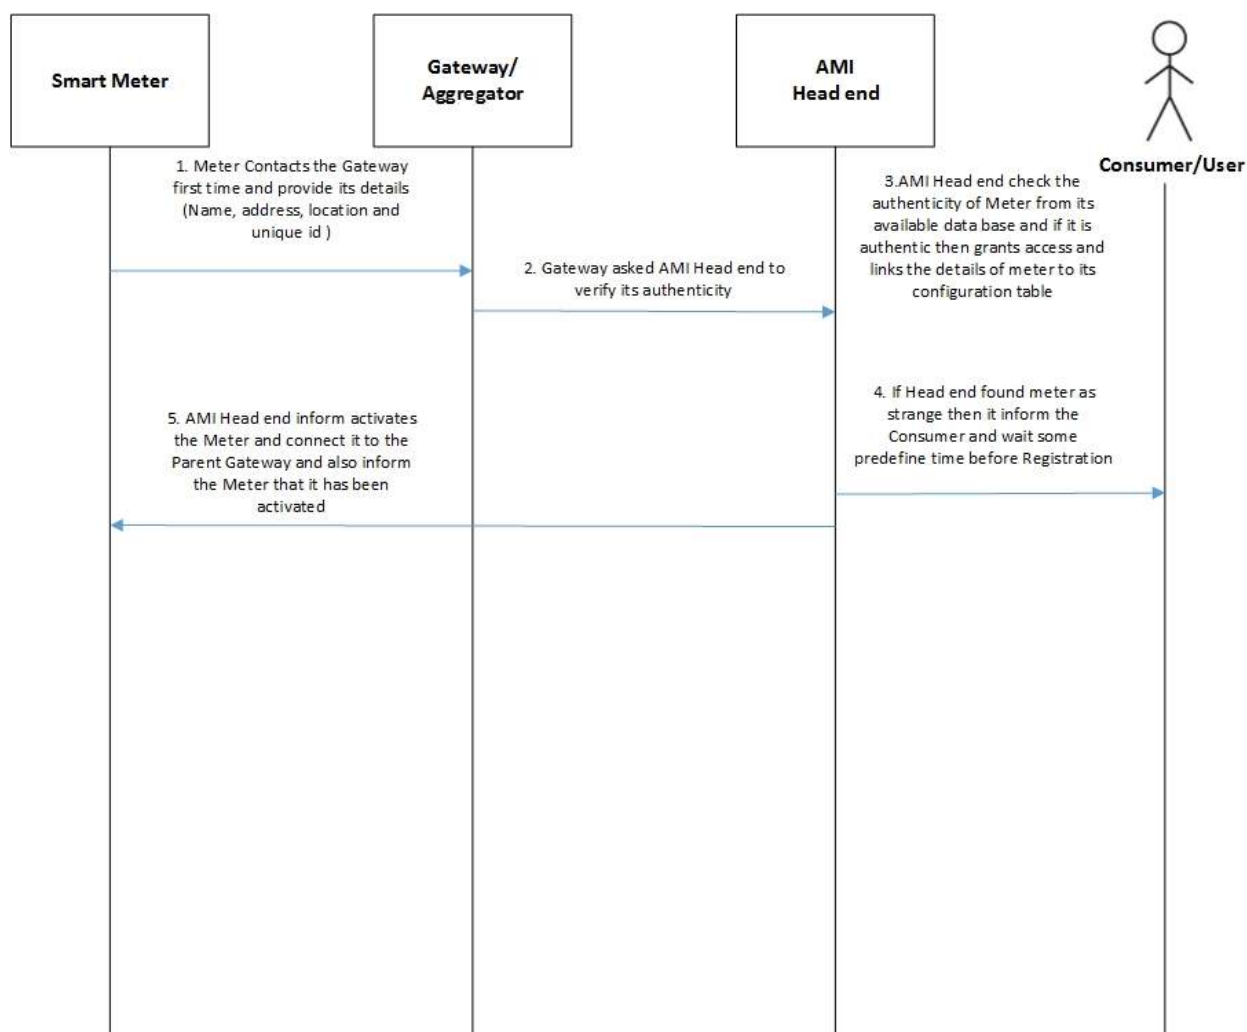 Smart Meter
Gateway/
Aggregator
AMI
Head end
Consumer/User
1. Meter Contacts the Gateway
first time and provide its details
(Name, address, location and
unique id )
2. Gateway asked AMI Head end to
verify its authenticity
3.AMI Head end check the
authenticity of Meter from its
available data base and if it is
authentic then grants access and
links the details of meter to its
configuration table
4. If Head end found meter as
strange then it inform the
Consumer and wait some
predefine time before Registration
5. AMI Head end inform activates
the Meter and connect it to the
Parent Gateway and also inform
the Meter that it has been
activated